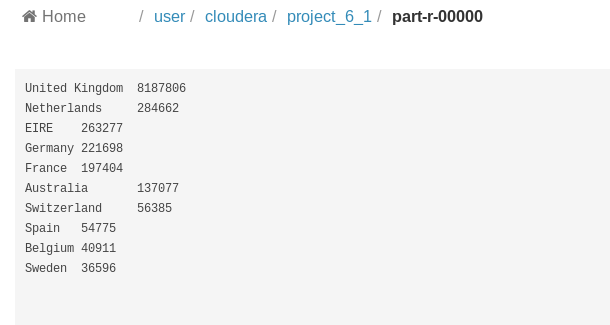 Home / user / cloudera / project_6_1 / part-r-00000
United Kingdom 8187806
Netherlands 284662
EIRE 263277
Germany 221698
France 197404
Australia 137077
Switzerland 56385
Spain 54775
Belgium 40911
Sweden 36596